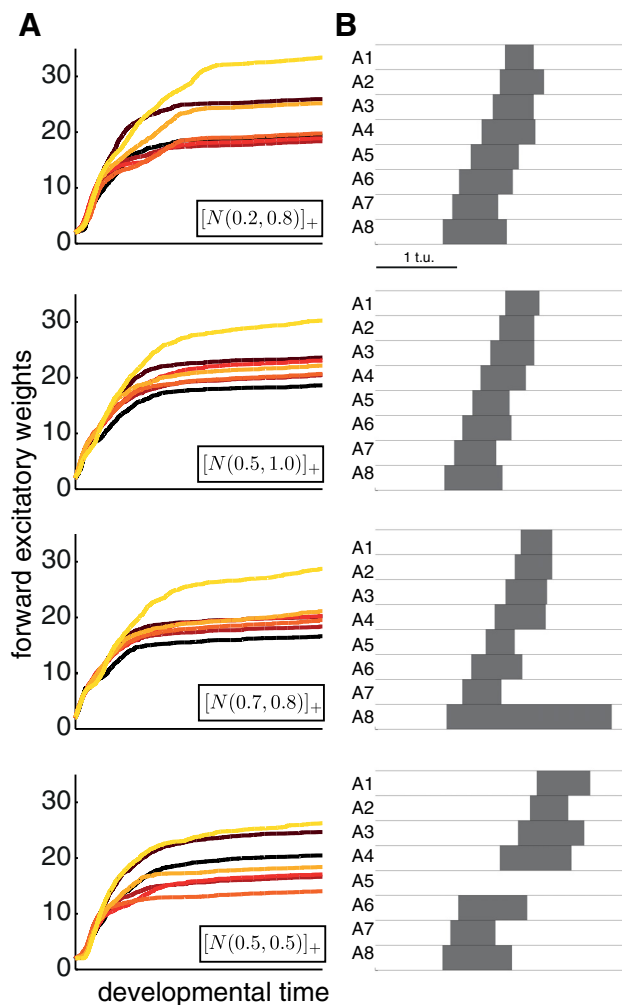 A
B
forward excitatory weights
30
20
10
0
[N(0.2, 0.8)]+
A1
A2
A3
A4
A5
A6
A7
A8
1 t.u.
30
20
10
0
[N(0.5, 1.0)]+
A1
A2
A3
A4
A5
A6
A7
A8
30
20
10
0
[N(0.7, 0.8)]+
A1
A2
A3
A4
A5
A6
A7
A8
30
20
10
0
[N(0.5, 0.5)]+
A1
A2
A3
A4
A5
A6
A7
A8
developmental time